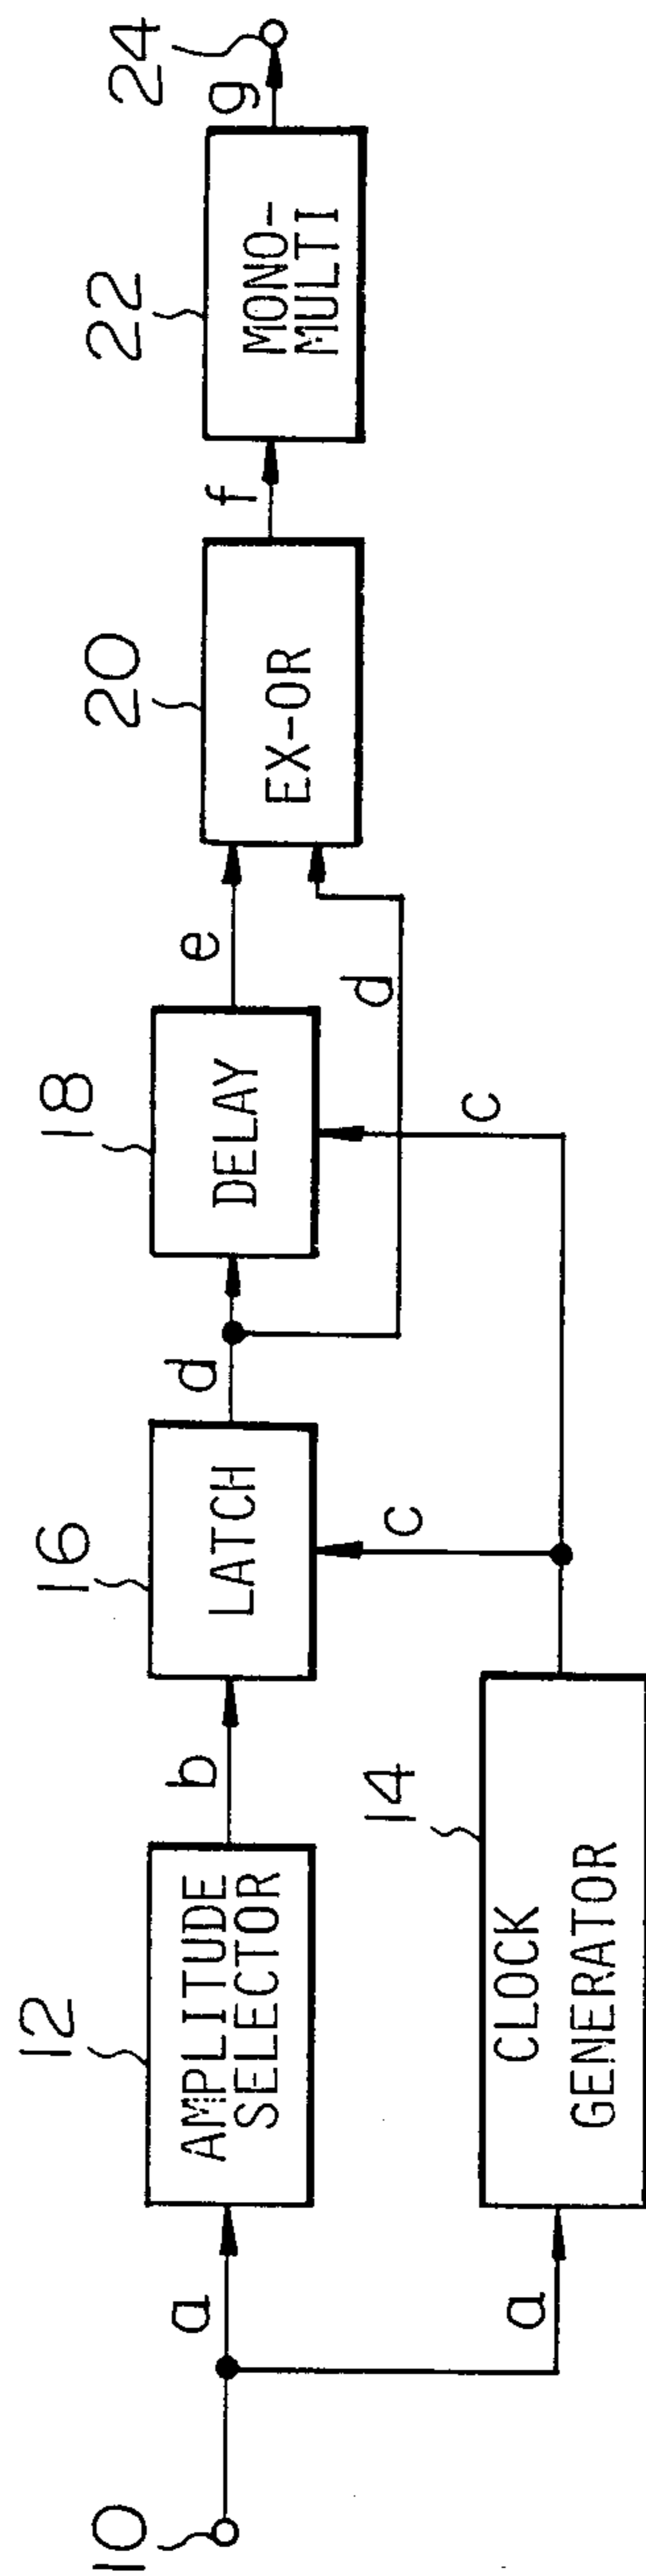 10
a
a
12
AMPLITUDE
SELECTOR
14
CLOCK
GENERATOR
b
16
LATCH
c
d
18
DELAY
c
d
e
20
EX-OR
f
22
MONO-
MULTI
g
24